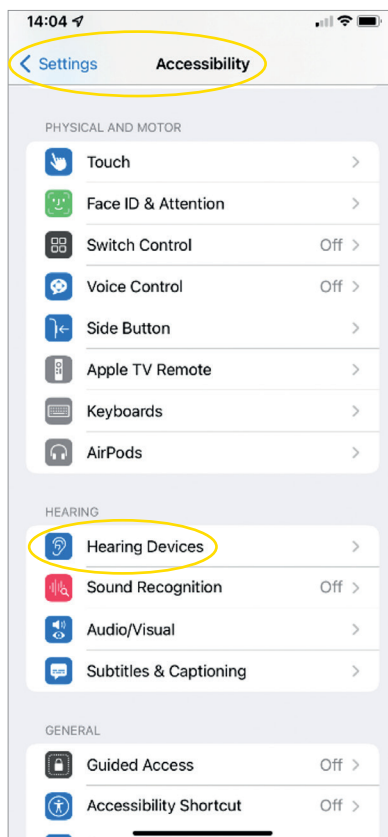 14:04
Settings Accessibility
PHYSICAL AND MOTOR
Touch
Face ID & Attention
Switch Control Off
Voice Control Off
Side Button
Apple TV Remote
Keyboards
AirPods
HEARING
Hearing Devices
Sound Recognition Off
Audio/Visual
Subtitles & Captioning
GENERAL
Guided Access Off
Accessibility Shortcut Off